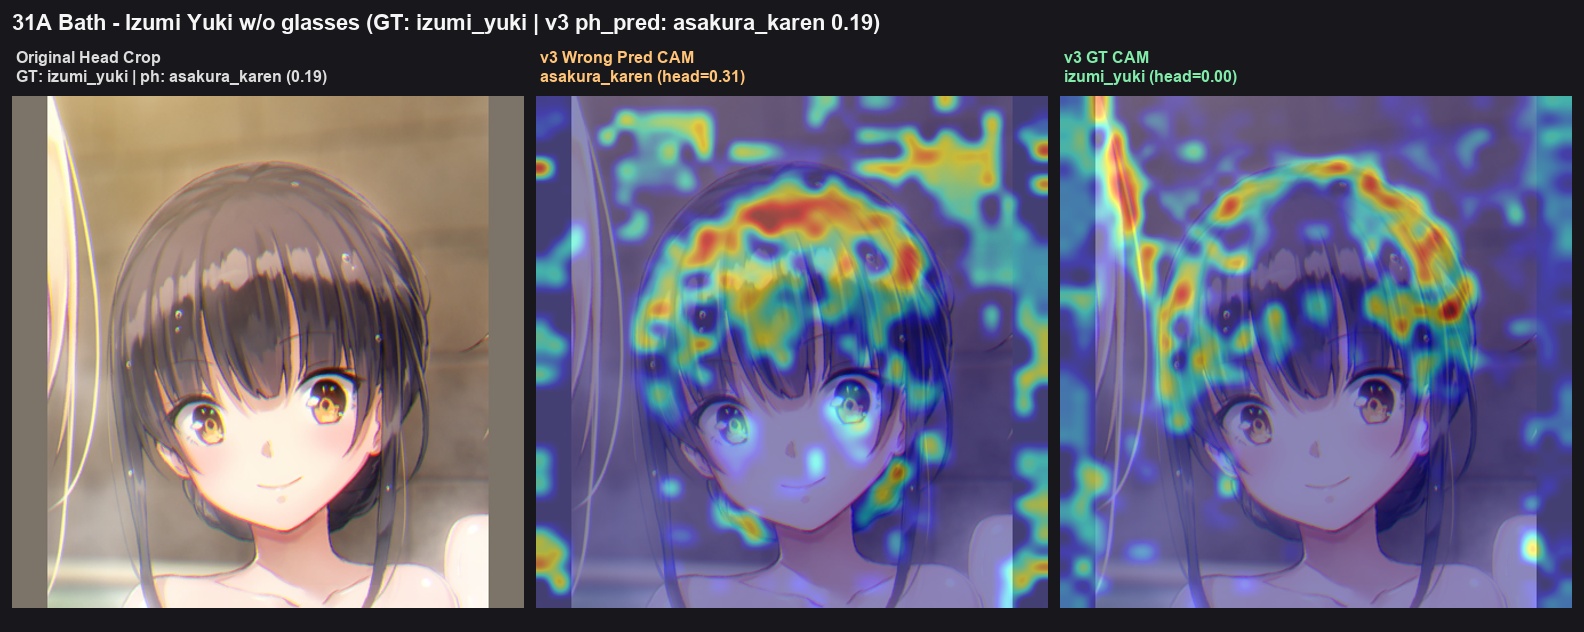 31A Bath - Izumi Yuki w/o glasses (GT: izumi_yuki | v3 ph_pred: asakura_karen 0.19)
Original Head Crop
GT: izumi_yuki | ph: asakura_karen (0.19)
v3 Wrong Pred CAM
asakura_karen (head=0.31)
v3 GT CAM
izumi_yuki (head=0.00)